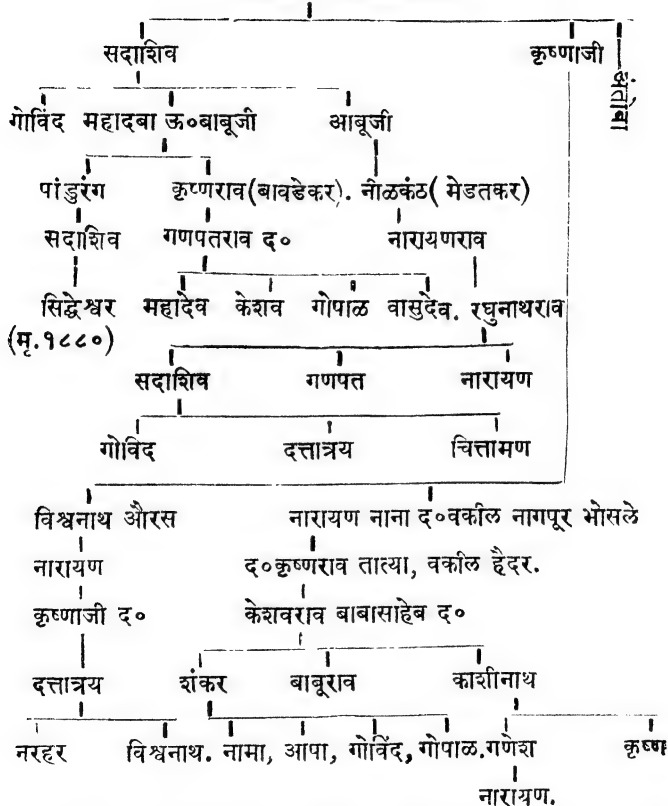 सदाशिव कृष्णाजी अंतोबा
गोविंद महादबा ऊ०बाबूजी आबूजी
पांडुरंग कृष्णराव(बावडेकर). नीळकंठ( मेडतकर)
सदाशिव गणपतराव द० नारायणराव
सिद्धेश्वर महादेव केशव गोपाळ वासुदेव. रघुनाथराव
(मृ.१८८०)
सदाशिव गणपत नारायण
गोविद दत्तात्रय चित्तामण
विश्वनाथ औरस नारायण नाना द०वकील नागपूर भोसले
नारायण द०कृष्णराव तात्या, वकील हैदर.
कृष्णाजी द० केशवराव बाबासाहेब द०
दत्तात्रय शंकर बाबूराव काशीनाथ
नरहर विश्वनाथ. नामा, आपा, गोविंद, गोपाळ.गणेश कृष्ण
नारायण.